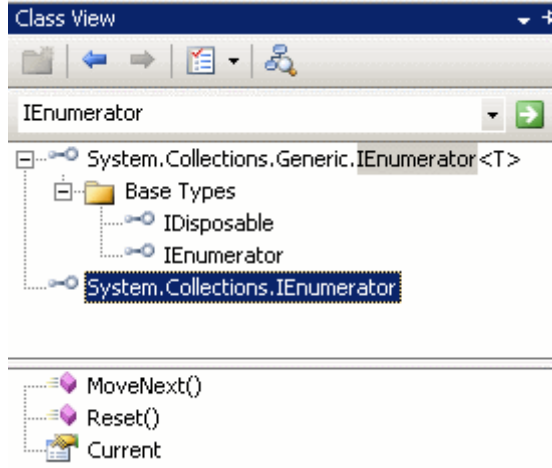 Class View
IEnumerator
System.Collections.Generic.IEnumerator<T>
Base Types
IDisposable
IEnumerator
System.Collections.IEnumerator
MoveNext()
Reset()
Current